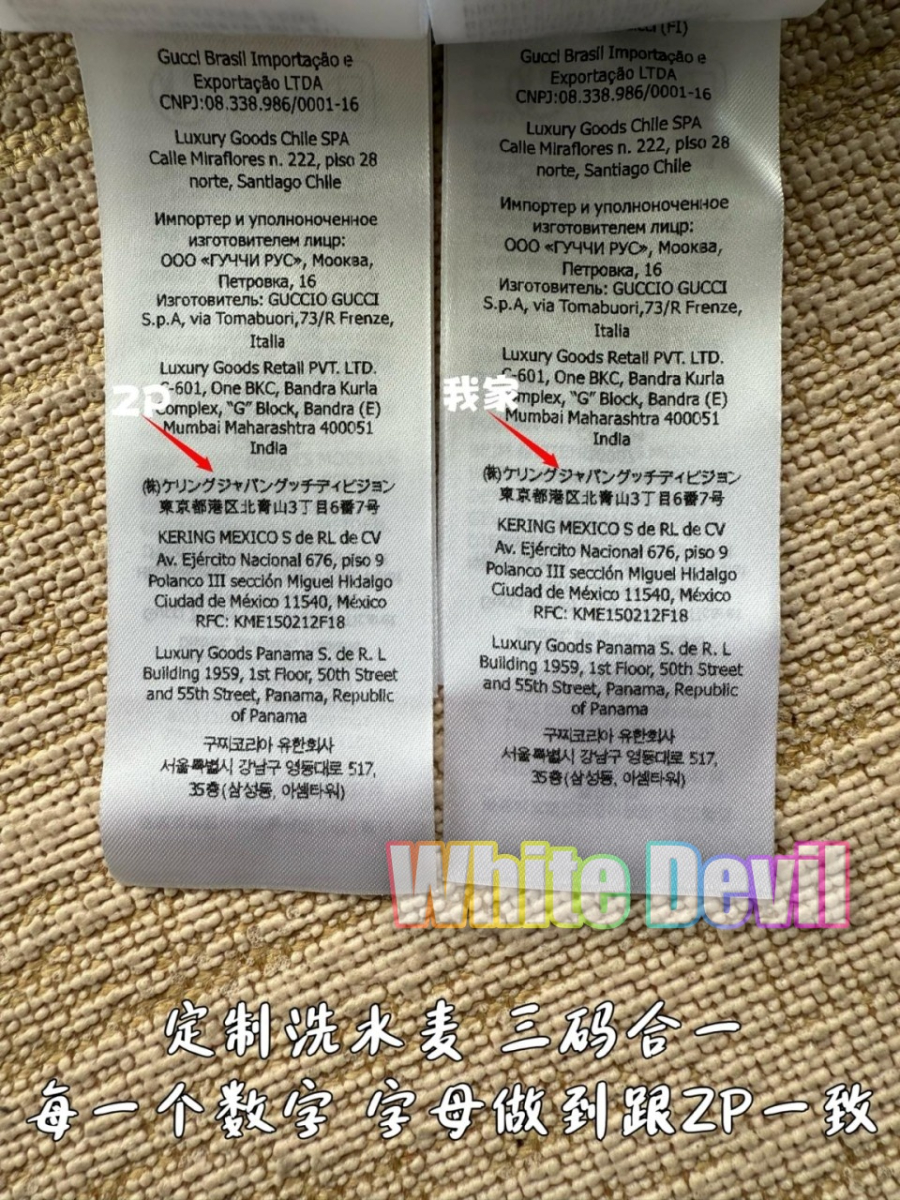 Gucci Brasil Importação e
Exportação LTDA
CNPJ:08.338.986/0001-16
Luxury Goods Chile SPA
Calle Miraflores n. 222, piso 28
norte, Santiago Chile
Импортер и уполноноченное
изготовителем лицр:
ООО «ГУЧЧИ РУС», Мооква,
Петровка, 16
Изготовитель: GUCCIO GUCCI
S.p.A, via Tomabuori,73/R Frenze,
Italia
Luxury Goods Retail PVT. LTD.
-601, One BKC, Bandra Kurla
omplex, "G" Block, Bandra (E)
Mumbai Maharashtra 400051
India
2P
(株)ケリングジャパングッチディビジョン
東京都港区北青山3丁目6番7号
KERING MEXICO S de RL de CV
Av. Ejército Nacional 676, piso 9
Polanco III sección Miguel Hidalgo
Ciudad de México 11540, México
RFC: KME150212F18
Luxury Goods Panama S. de R. L
Building 1959, 1st Floor, 50th Street
and 55th Street, Panama, Republic
of Panama
구찌코리아 유한회사
서울특별시 강남구 영동대로 517,
35층(삼성동, 아셈타워)
(FI)
Gucci Brasil Importação e
Exportação LTDA
CNPJ:08.338.986/0001-16
Luxury Goods Chile SPA
Calle Miraflores n. 222, piso 28
norte, Santiago Chile
Импортер и уполноноченное
изготовителем лицр:
ООО «ГУЧЧИ РУС», Мооква,
Петровка, 16
Изготовитель: GUCCIO GUCCI
S.p.A, via Tomabuori,73/R Frenze,
Italia
Luxury Goods Retail PVT. LTD.
-601, One BKC, Bandra Kurla
omplex, "G" Block, Bandra (E)
Mumbai Maharashtra 400051
India
我家
(株)ケリングジャパングッチディビジョン
東京都港区北青山3丁目6番7号
KERING MEXICO S de RL de CV
Av. Ejército Nacional 676, piso 9
Polanco III sección Miguel Hidalgo
Ciudad de México 11540, México
RFC: KME150212F18
Luxury Goods Panama S. de R. L
Building 1959, 1st Floor, 50th Street
and 55th Street, Panama, Republic
of Panama
구찌코리아 유한회사
서울특별시 강남구 영동대로 517,
35층(삼성동, 아셈타워)
White Devil
定制洗水麦 三码合一
每一个数字 字母做到跟ZP一致